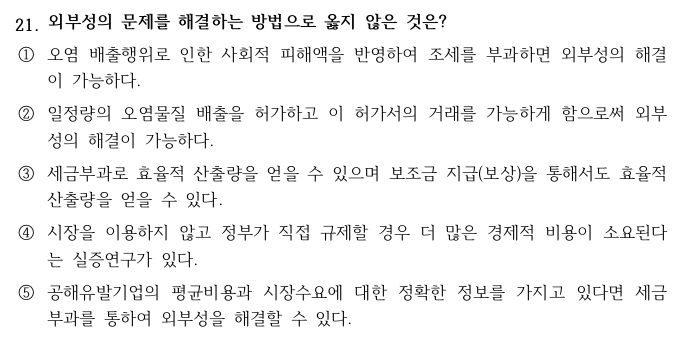 21. 외부성의 문제를 해결하는 방법으로 옳지 않은 것은?
① 오염 배출행위로 인한 사회적 피해액을 반영하여 조세를 부과하면 외부성의 해결
이 가능하다.
② 일정량의 오염물질 배출을 허가하고 이 허가서의 거래를 가능하게 함으로써 외부
성의 해결이 가능하다.
③ 세금부과로 효율적 산출량을 얻을 수 있으며 보조금 지급(보상)을 통해서도 효율적
산출량을 얻을 수 있다.
④ 시장을 이용하지 않고 정부가 직접 규제할 경우 더 많은 경제적 비용이 소요된다
는 실증연구가 있다.
⑤ 공해유발기업의 평균비용과 시장수요에 대한 정확한 정보를 가지고 있다면 세금
부과를 통하여 외부성을 해결할 수 있다.